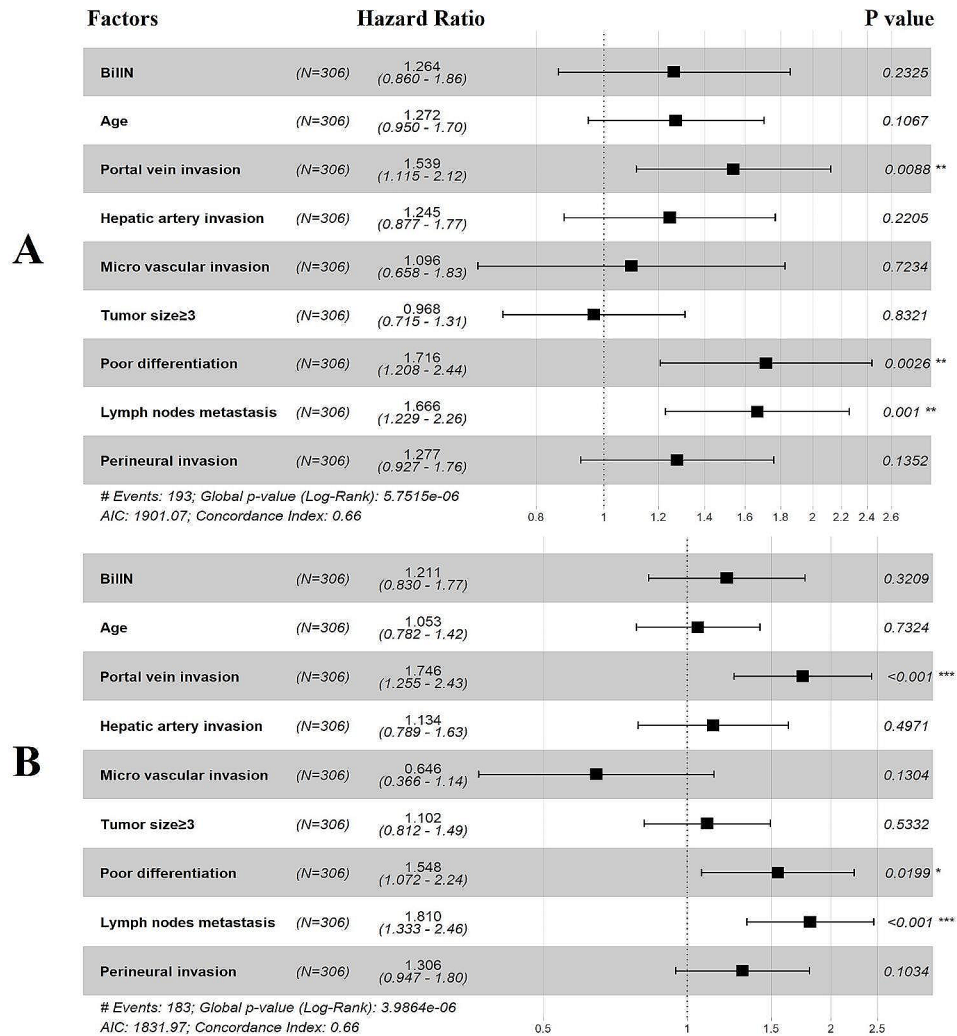 Factors Hazard Ratio P value
A
BillN (N=306) 1.264 0.2325
(0.860 - 1.86)
Age (N=306) 1.272 0.1067
(0.950 - 1.70)
Portal vein invasion (N=306) 1.539 0.0088 **
(1.115 - 2.12)
Hepatic artery invasion (N=306) 1.245 0.2205
(0.877 - 1.77)
Micro vascular invasion (N=306) 1.096 0.7234
(0.658 - 1.83)
Tumor size≥3 (N=306) 0.968 0.8321
(0.715 - 1.31)
Poor differentiation (N=306) 1.716 0.0026 **
(1.208 - 2.44)
Lymph nodes metastasis (N=306) 1.666 0.001 **
(1.229 - 2.26)
Perineural invasion (N=306) 1.277 0.1352
(0.927 - 1.76)
# Events: 193; Global p-value (Log-Rank): 5.7515e-06
AIC: 1901.07; Concordance Index: 0.66
0.8 1 1.2 1.4 1.6 1.8 2 2.2 2.4 2.6
B
BillN (N=306) 1.211 0.3209
(0.830 - 1.77)
Age (N=306) 1.053 0.7324
(0.782 - 1.42)
Portal vein invasion (N=306) 1.746 <0.001 ***
(1.255 - 2.43)
Hepatic artery invasion (N=306) 1.134 0.4971
(0.789 - 1.63)
Micro vascular invasion (N=306) 0.646 0.1304
(0.366 - 1.14)
Tumor size≥3 (N=306) 1.102 0.5332
(0.812 - 1.49)
Poor differentiation (N=306) 1.548 0.0199 *
(1.072 - 2.24)
Lymph nodes metastasis (N=306) 1.810 <0.001 ***
(1.333 - 2.46)
Perineural invasion (N=306) 1.306 0.1034
(0.947 - 1.80)
# Events: 183; Global p-value (Log-Rank): 3.9864e-06
AIC: 1831.97; Concordance Index: 0.66
0.5 1 1.5 2 2.5